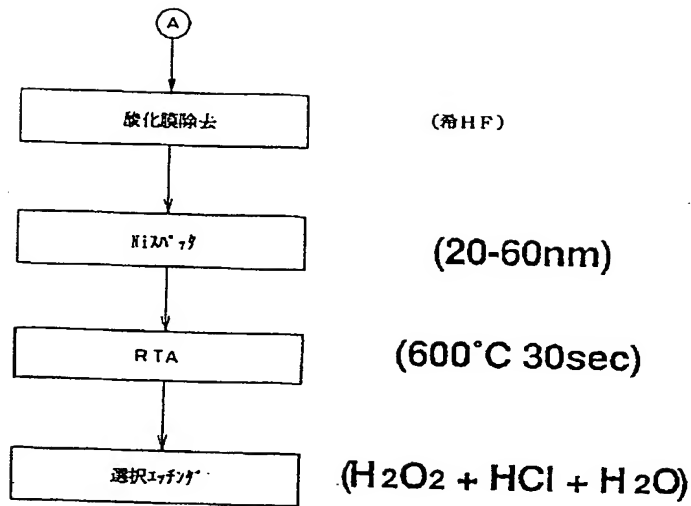 A
酸化膜除去
(希HF)
Niスパッタ
(20-60nm)
RTA
(600°C 30sec)
選択エッチング
(H2O2 + HCl + H2O)